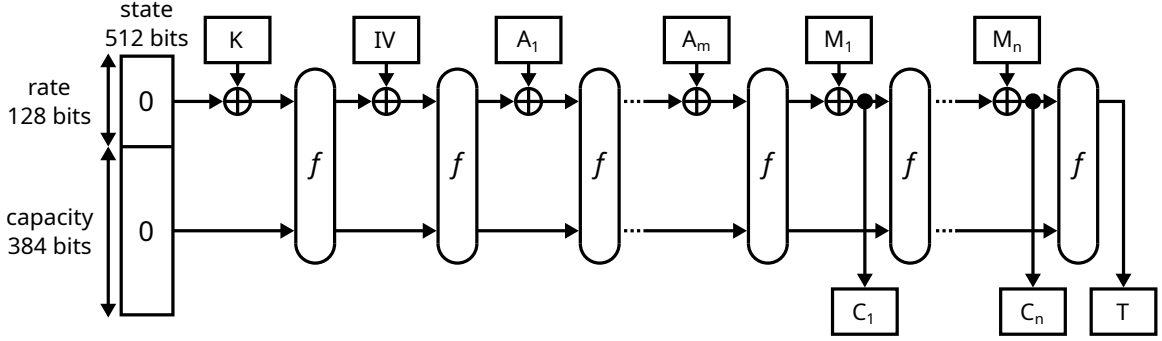 state
512 bits
K
IV
A1
Am
M1
Mn
rate
128 bits
0
f
f
f
f
f
f
capacity
384 bits
0
C1
Cn
T